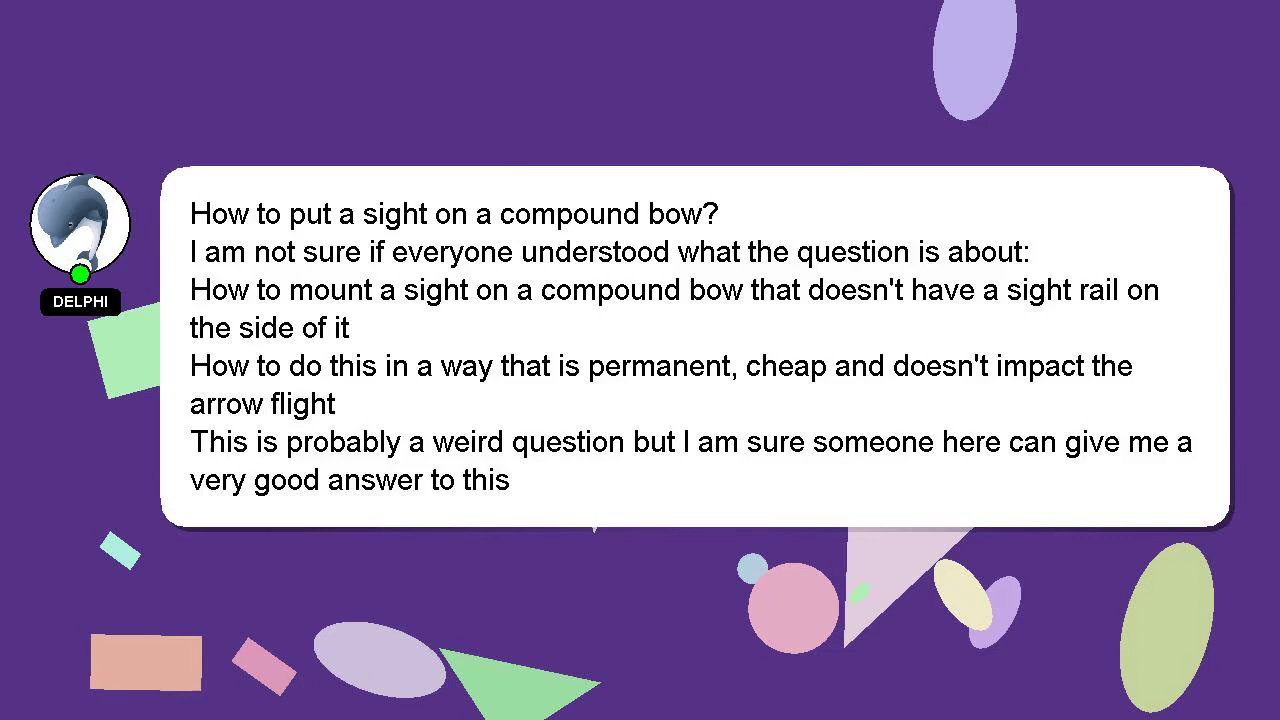 How to put a sight on a compound bow?
I am not sure if everyone understood what the question is about:
How to mount a sight on a compound bow that doesn't have a sight rail on
the side of it
How to do this in a way that is permanent, cheap and doesn't impact the
arrow flight
This is probably a weird question but I am sure someone here can give me a
very good answer to this
DELPHI